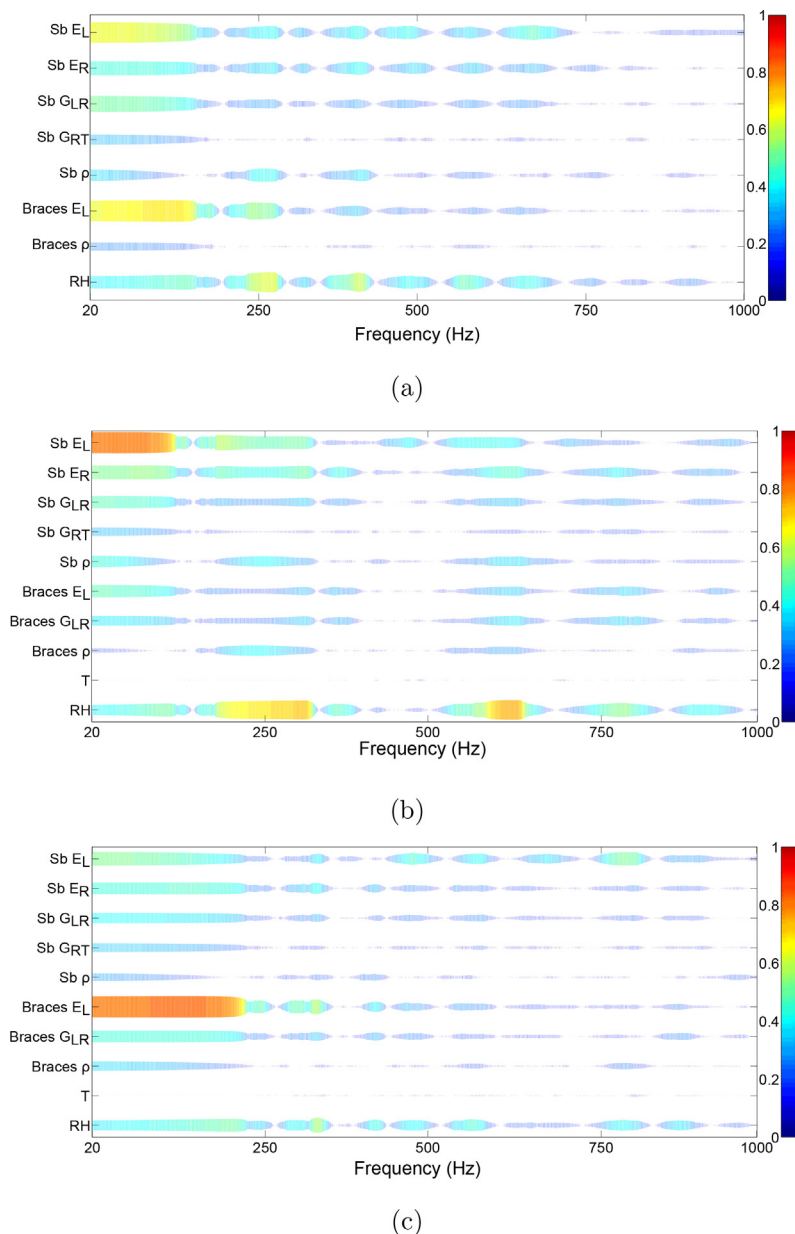 Sb EL
Sb ER
Sb GLR
Sb GRT
Sb ρ
Braces EL
Braces ρ
RH
20 250 500 750 1000
Frequency (Hz)
1
0.8
0.6
0.4
0.2
0
(a)
Sb EL
Sb ER
Sb GLR
Sb GRT
Sb ρ
Braces EL
Braces GLR
Braces ρ
T
RH
20 250 500 750 1000
Frequency (Hz)
1
0.8
0.6
0.4
0.2
0
(b)
Sb EL
Sb ER
Sb GLR
Sb GRT
Sb ρ
Braces EL
Braces GLR
Braces ρ
T
RH
20 250 500 750 1000
Frequency (Hz)
1
0.8
0.6
0.4
0.2
0
(c)